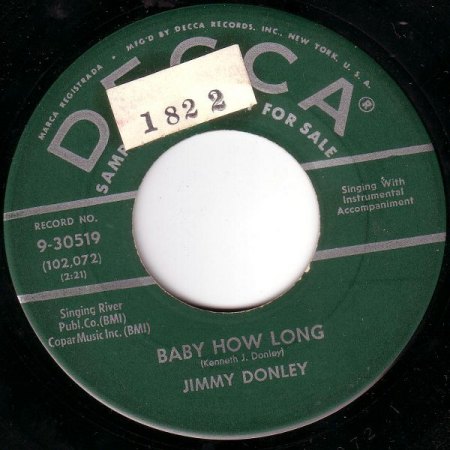 MARCA REGISTRADA • MF'G BY DECCA RECORDS, INC., NEW YORK, U. S. A.
DECCA®
1822
SAMP
FOR SALE
RECORD NO.
9-30519
(102,072)
(2:21)
Singing With
Instrumental
Accompaniment
Singing River
Publ.Co.(BMI)
Copar Music Inc.(BMI)
BABY HOW LONG
(Kenneth J. Donley)
JIMMY DONLEY